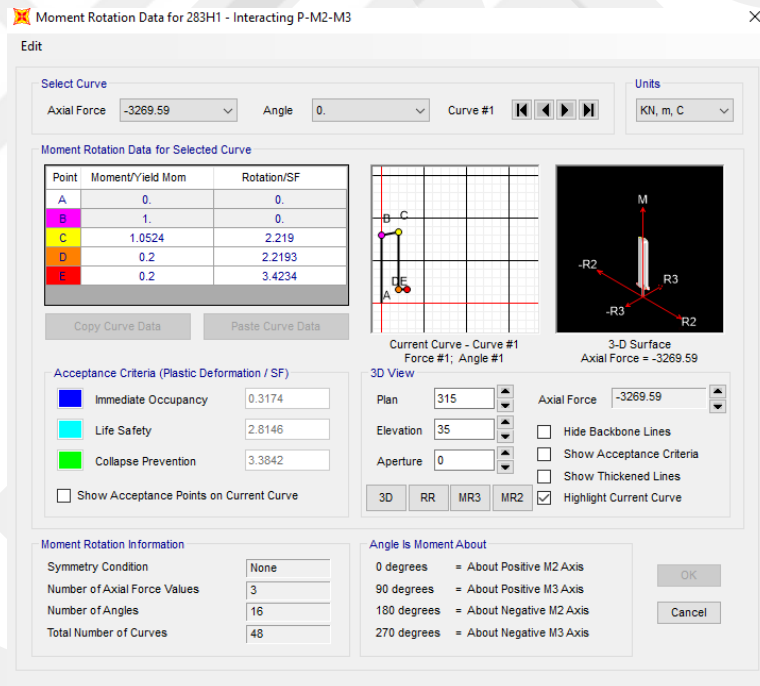 Moment Rotation Data for 283H1 - Interacting P-M2-M3
Edit
Select Curve
Axial Force -3269.59 Angle 0. Curve #1
Units
KN, m, C
Moment Rotation Data for Selected Curve
Point Moment/Yield Mom Rotation/SF
A 0. 0.
B 1. 0.
C 1.0524 2.219
D 0.2 2.2193
E 0.2 3.4234
Copy Curve Data Paste Curve Data
B C
DE
A
Current Curve - Curve #1
Force #1; Angle #1
M
-R2
R3
-R3
R2
3-D Surface
Axial Force = -3269.59
Acceptance Criteria (Plastic Deformation / SF)
Immediate Occupancy 0.3174
Life Safety 2.8146
Collapse Prevention 3.3842
Show Acceptance Points on Current Curve
3D View
Plan 315
Elevation 35
Aperture 0
3D RR MR3 MR2
Axial Force -3269.59
Hide Backbone Lines
Show Acceptance Criteria
Show Thickened Lines
Highlight Current Curve
Moment Rotation Information
Symmetry Condition None
Number of Axial Force Values 3
Number of Angles 16
Total Number of Curves 48
Angle Is Moment About
0 degrees = About Positive M2 Axis
90 degrees = About Positive M3 Axis
180 degrees = About Negative M2 Axis
270 degrees = About Negative M3 Axis
OK
Cancel